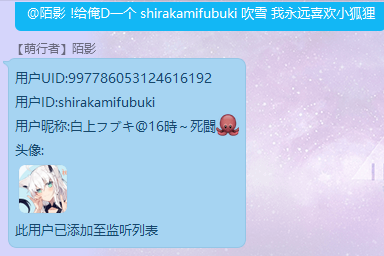 @陌影 !给俺D一个 shirakamifubuki 吹雪 我永远喜欢小狐狸
【萌行者】陌影
用户UID:997786053124616192
用户ID:shirakamifubuki
用户昵称:白上フブキ@16時～死闘🐙
头像:
此用户已添加至监听列表